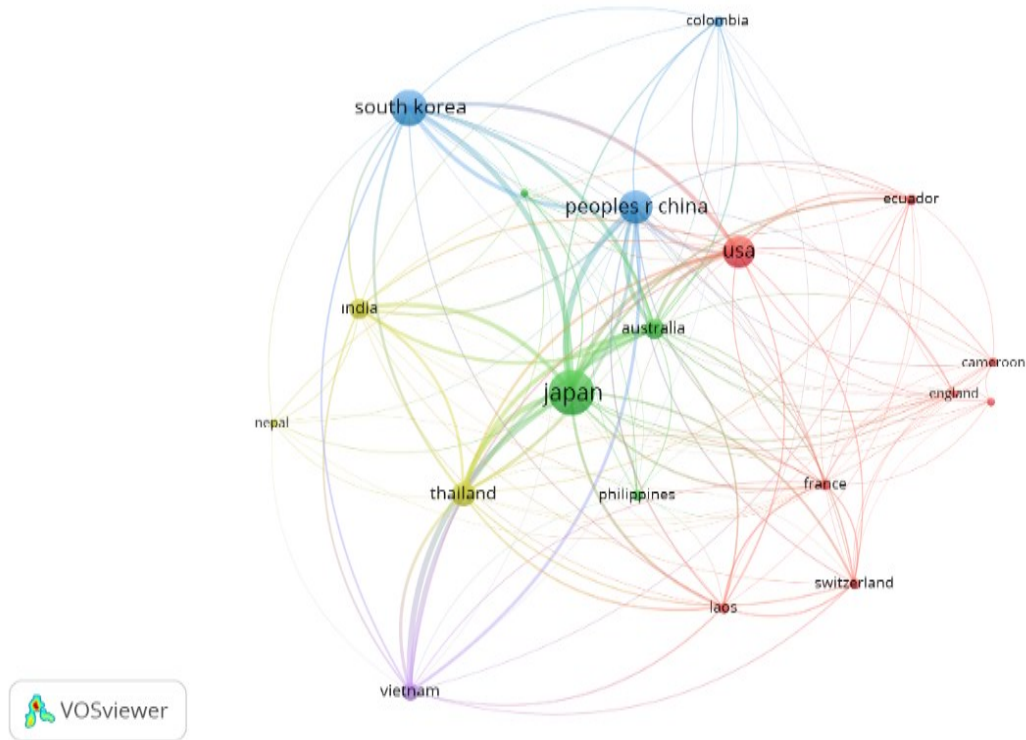 colombia
south korea
peoples r china
ecuador
usa
india
australia
cameroon
japan
england
nepal
france
thailand
philippines
switzerland
laos
vietnam
VOSviewer